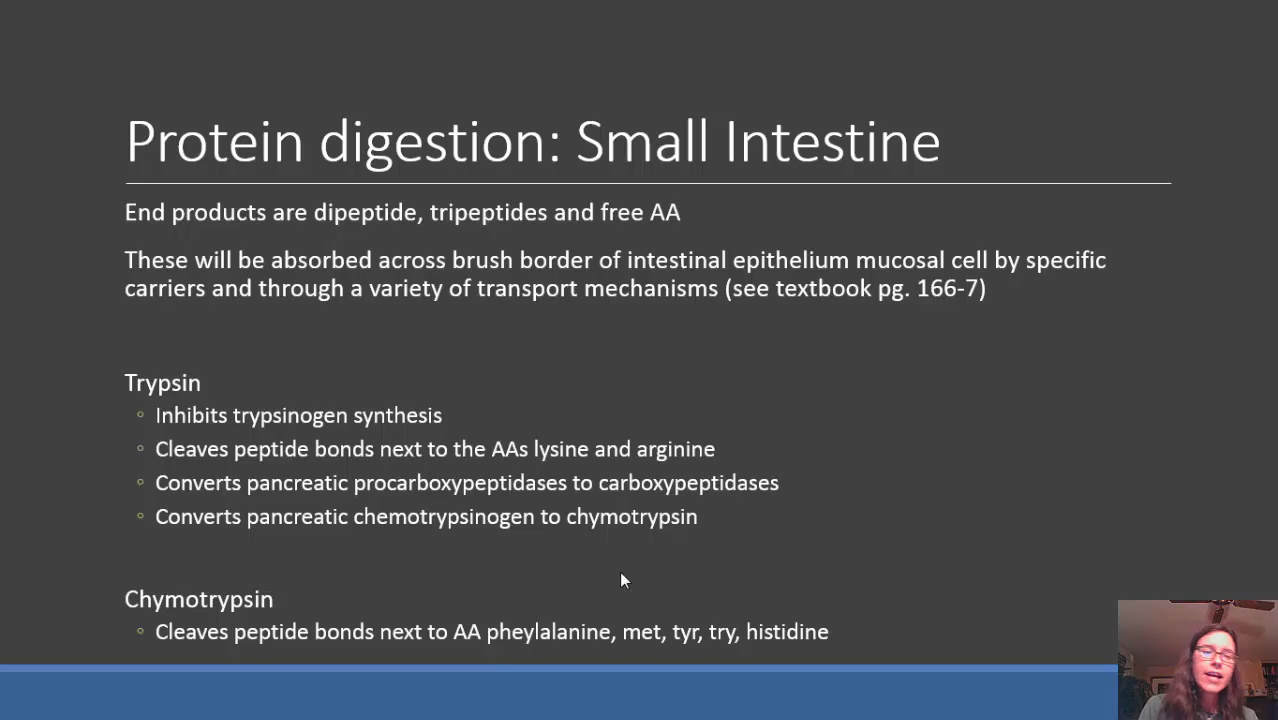 Protein digestion: Small Intestine
End products are dipeptide, tripeptides and free AA
These will be absorbed across brush border of intestinal epithelium mucosal cell by specific
carriers and through a variety of transport mechanisms (see textbook pg. 166-7)
Trypsin
◦ Inhibits trypsinogen synthesis
◦ Cleaves peptide bonds next to the AAs lysine and arginine
◦ Converts pancreatic procarboxypeptidases to carboxypeptidases
◦ Converts pancreatic chemotrypsinogen to chymotrypsin
Chymotrypsin
◦ Cleaves peptide bonds next to AA pheylalanine, met, tyr, try, histidine